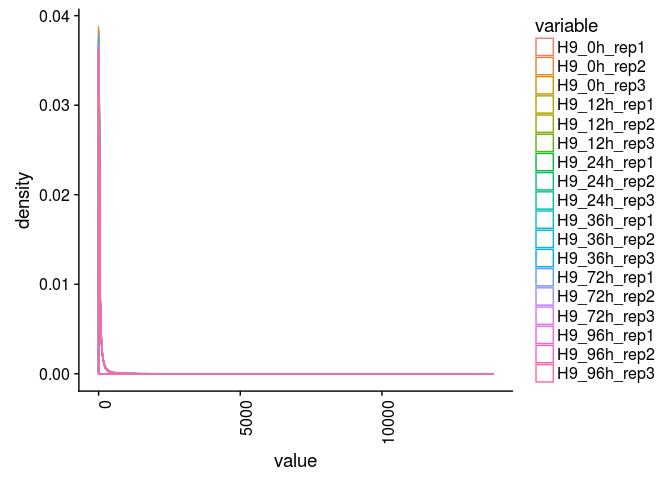 0.04
0.03
0.02
0.01
0.00
density
0
5000
10000
value
variable
H9_0h_rep1
H9_0h_rep2
H9_0h_rep3
H9_12h_rep1
H9_12h_rep2
H9_12h_rep3
H9_24h_rep1
H9_24h_rep2
H9_24h_rep3
H9_36h_rep1
H9_36h_rep2
H9_36h_rep3
H9_72h_rep1
H9_72h_rep2
H9_72h_rep3
H9_96h_rep1
H9_96h_rep2
H9_96h_rep3